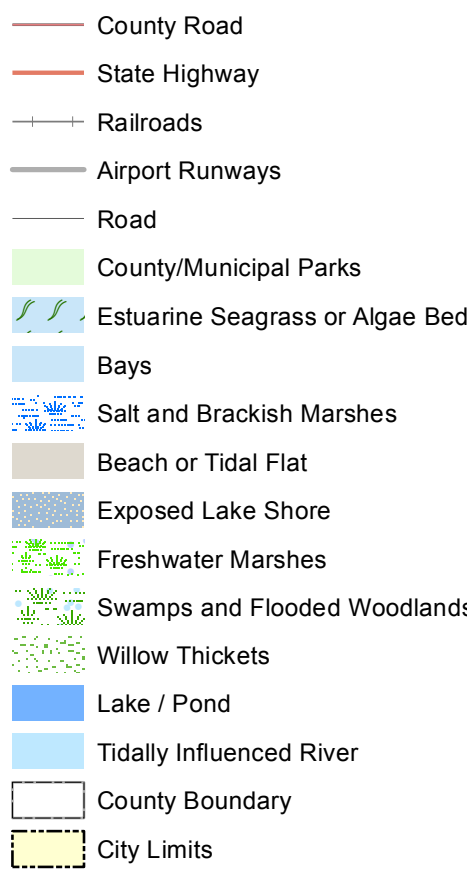 County Road
State Highway
Railroads
Airport Runways
Road
County/Municipal Parks
Estuarine Seagrass or Algae Bed
Bays
Salt and Brackish Marshes
Beach or Tidal Flat
Exposed Lake Shore
Freshwater Marshes
Swamps and Flooded Woodlands
Willow Thickets
Lake / Pond
Tidally Influenced River
County Boundary
City Limits